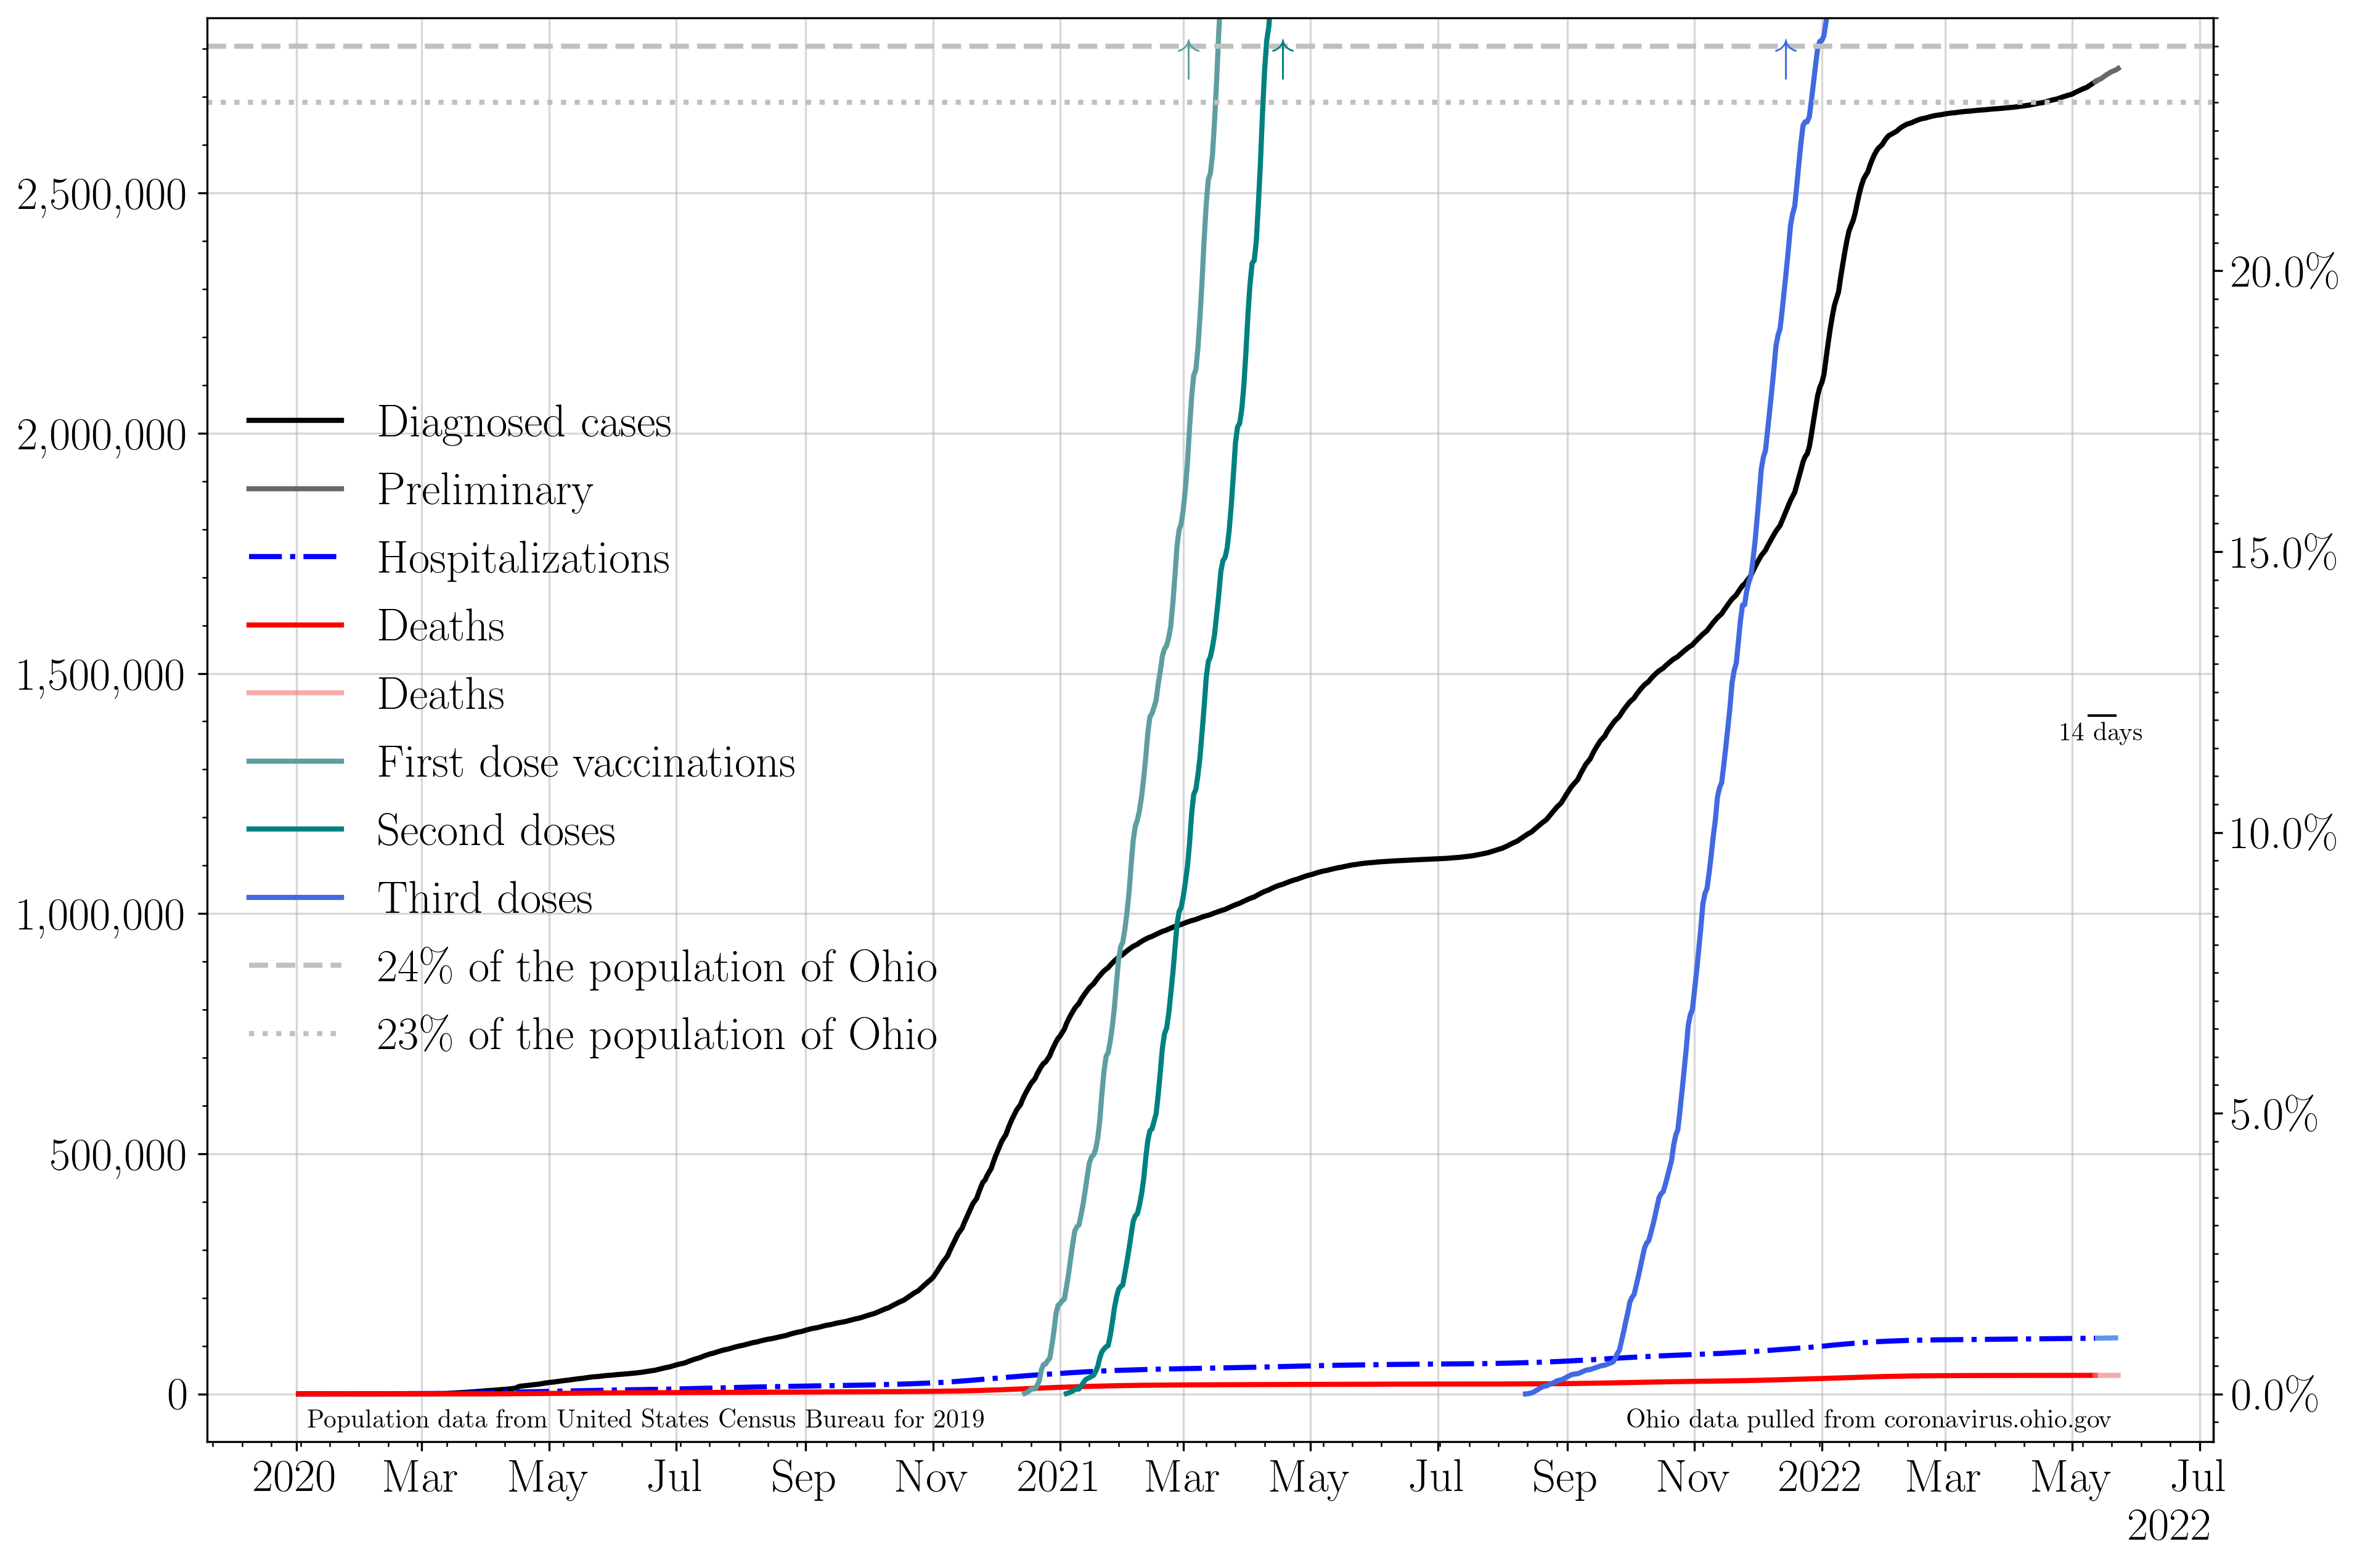 2,500,000
2,000,000
1,500,000
1,000,000
500,000
0
20.0%
15.0%
10.0%
5.0%
0.0%
Diagnosed cases
Preliminary
Hospitalizations
Deaths
Deaths
First dose vaccinations
Second doses
Third doses
24% of the population of Ohio
23% of the population of Ohio
14 days
Population data from United States Census Bureau for 2019
Ohio data pulled from coronavirus.ohio.gov
2020 Mar May Jul Sep Nov 2021 Mar May Jul Sep Nov 2022 Mar May Jul
2022